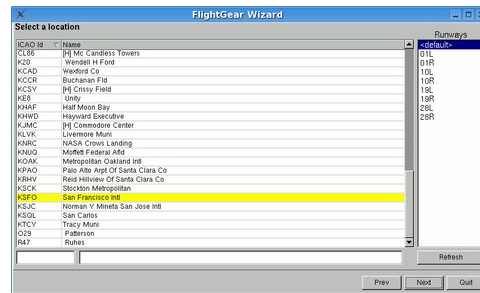 FlightGear Wizard
Select a location
ICAO Id Name
CL86 [H] Mc Candless Towers
K20 Wendell H Ford
KCAD Wexford Co
KCCR Buchanan Fld
KCSY [H] Crissy Field
KE8 Unity
KHAF Half Moon Bay
KHWD Hayward Executive
KJMC [H] Commodore Center
KLVK Livermore Muni
KNRC NASA Crows Landing
KNUQ Moffett Federal Afld
KOAK Metropolitan Oakland Intl
KPAO Palo Alto Arpt Of Santa Clara Co
KRHV Reid Hillview Of Santa Clara Co
KSCK Stockton Metropolitan
KSFO San Francisco Intl
KSJC Norman Y Mineta San Jose Intl
KSQL San Carlos
KTCY Tracy Muni
O29 Patterson
R47 Ruhes
Runways
<default>
01L
01R
10L
10R
19L
19R
28L
28R
Refresh
Prev Next Quit